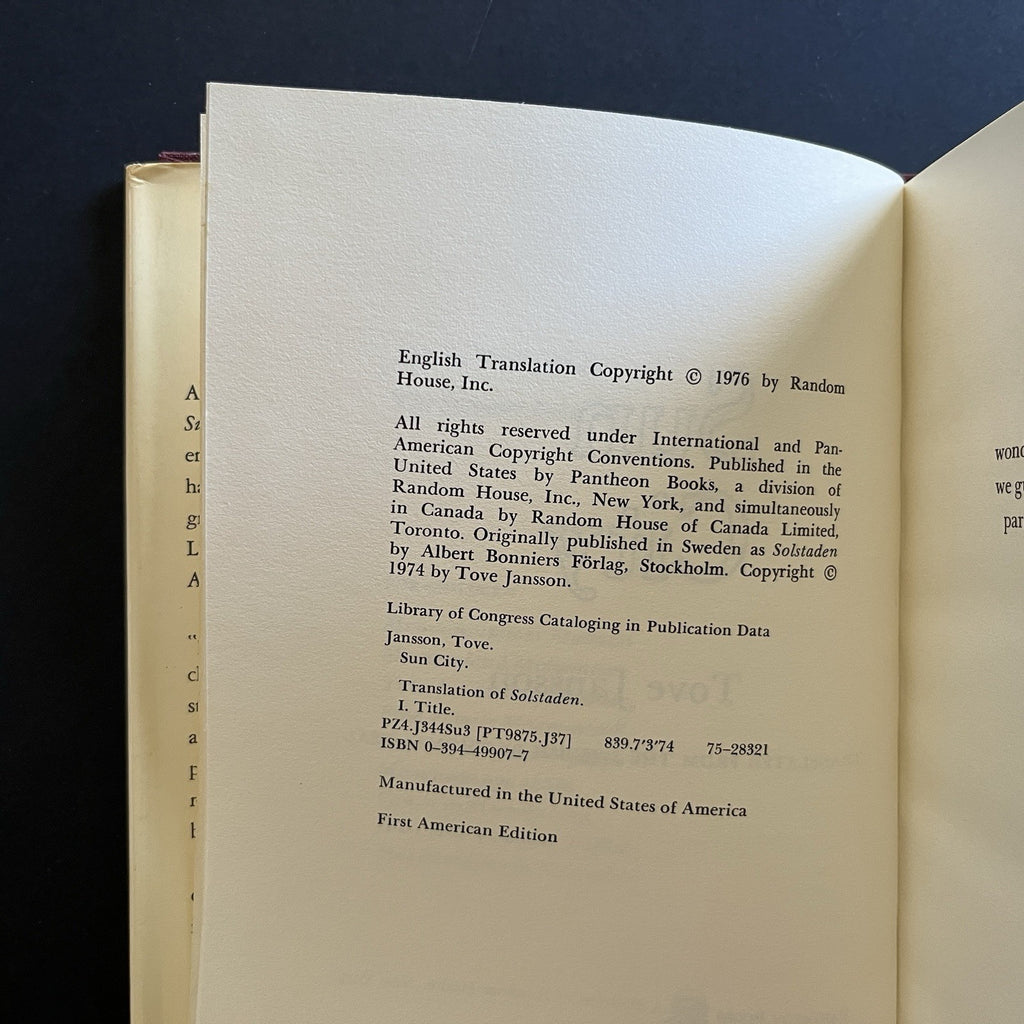 English Translation Copyright © 1976 by Random
House, Inc.
All rights reserved under International and Pan-
American Copyright Conventions. Published in the
United States by Pantheon Books, a division of
Random House, Inc., New York, and simultaneously
in Canada by Random House of Canada Limited,
Toronto. Originally published in Sweden as Solstaden
by Albert Bonniers Förlag, Stockholm. Copyright ©
1974 by Tove Jansson.
Library of Congress Cataloging in Publication Data
Jansson, Tove.
Sun City.
Translation of Solstaden.
I. Title.
PZ4.J344Su3 [PT9875.J37] 839.7'3'74 75–28321
ISBN 0–394–49907–7
Manufactured in the United States of America
First American Edition
we